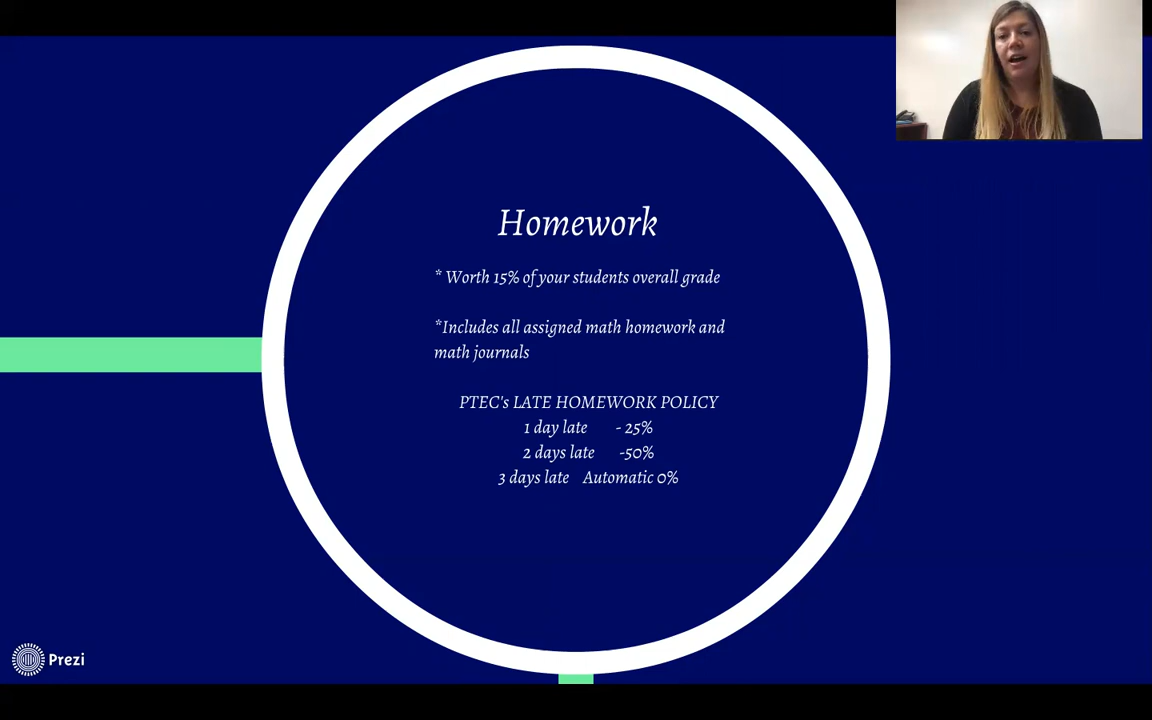 Homework
* Worth 15% of your students overall grade
*Includes all assigned math homework and
math journals
PTEC's LATE HOMEWORK POLICY
1 day late - 25%
2 days late -50%
3 days late Automatic 0%
Prezi